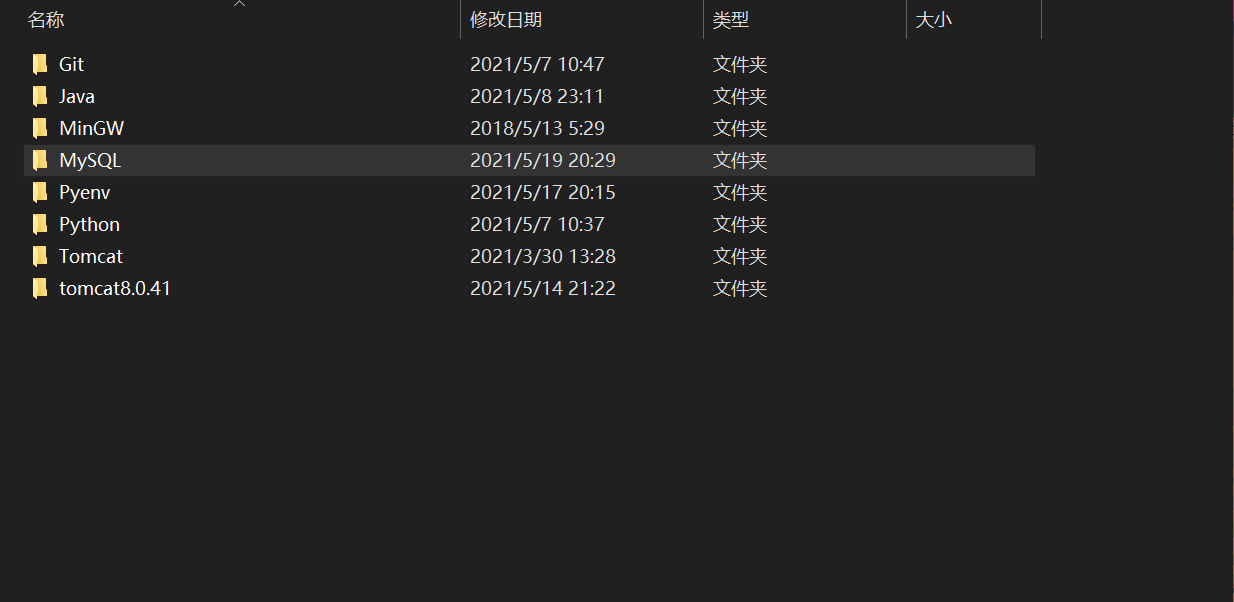 名称 修改日期 类型 大小
Git 2021/5/7 10:47 文件夹
Java 2021/5/8 23:11 文件夹
MinGW 2018/5/13 5:29 文件夹
MySQL 2021/5/19 20:29 文件夹
Pyenv 2021/5/17 20:15 文件夹
Python 2021/5/7 10:37 文件夹
Tomcat 2021/3/30 13:28 文件夹
tomcat8.0.41 2021/5/14 21:22 文件夹